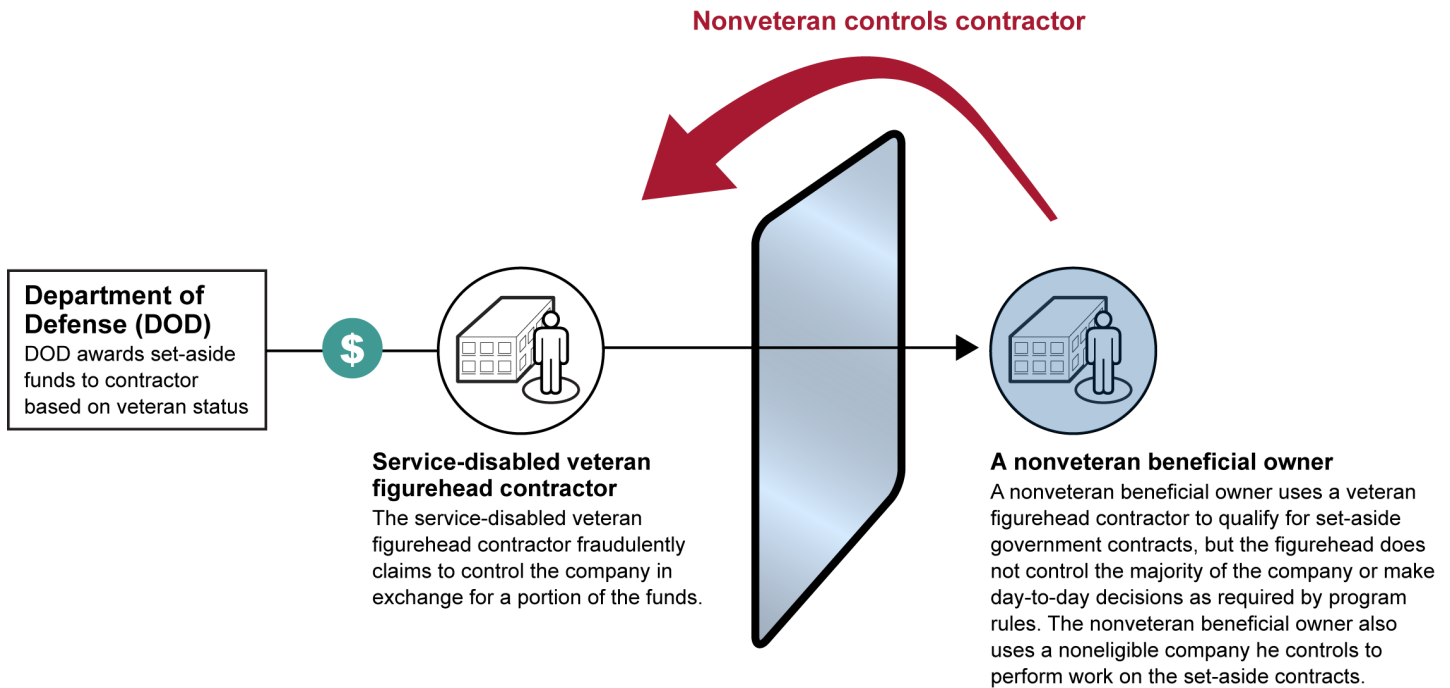 Nonveteran controls contractor
Department of
Defense (DOD)
DOD awards set-aside
funds to contractor
based on veteran status
$
Service-disabled veteran
figurehead contractor
The service-disabled veteran
figurehead contractor fraudulently
claims to control the company in
exchange for a portion of the funds.
A nonveteran beneficial owner
A nonveteran beneficial owner uses a veteran
figurehead contractor to qualify for set-aside
government contracts, but the figurehead does
not control the majority of the company or make
day-to-day decisions as required by program
rules. The nonveteran beneficial owner also
uses a noneligible company he controls to
perform work on the set-aside contracts.